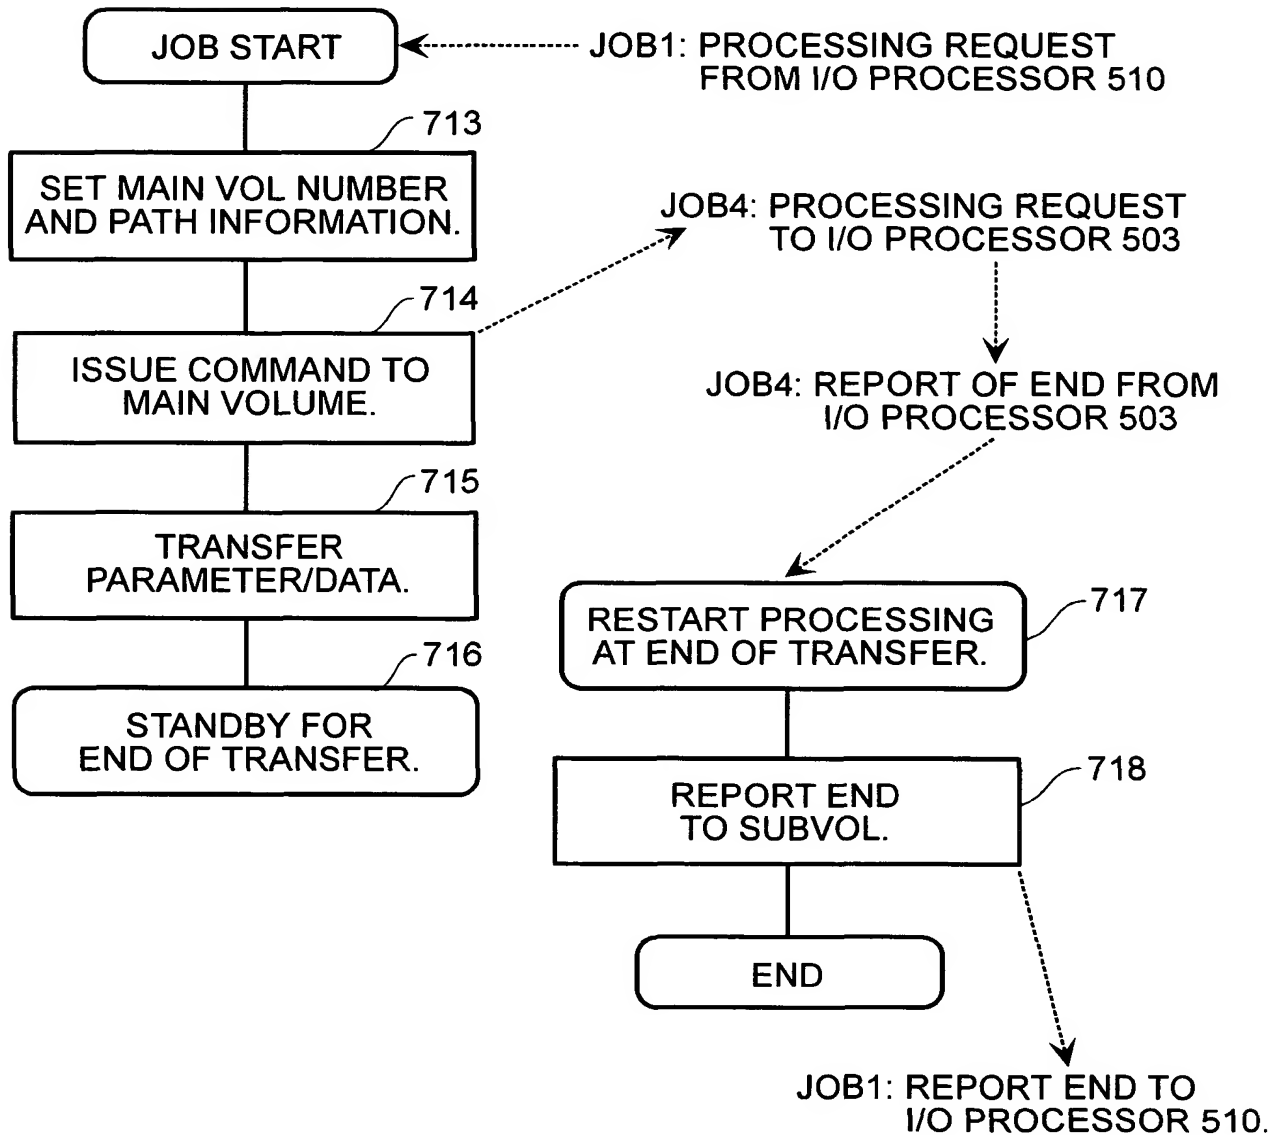 JOB START
JOB1: PROCESSING REQUEST
FROM I/O PROCESSOR 510
713
SET MAIN VOL NUMBER
AND PATH INFORMATION.
JOB4: PROCESSING REQUEST
TO I/O PROCESSOR 503
714
ISSUE COMMAND TO
MAIN VOLUME.
JOB4: REPORT OF END FROM
I/O PROCESSOR 503
715
TRANSFER
PARAMETER/DATA.
717
RESTART PROCESSING
AT END OF TRANSFER.
716
STANDBY FOR
END OF TRANSFER.
718
REPORT END
TO SUBVOL.
END
JOB1: REPORT END TO
I/O PROCESSOR 510.